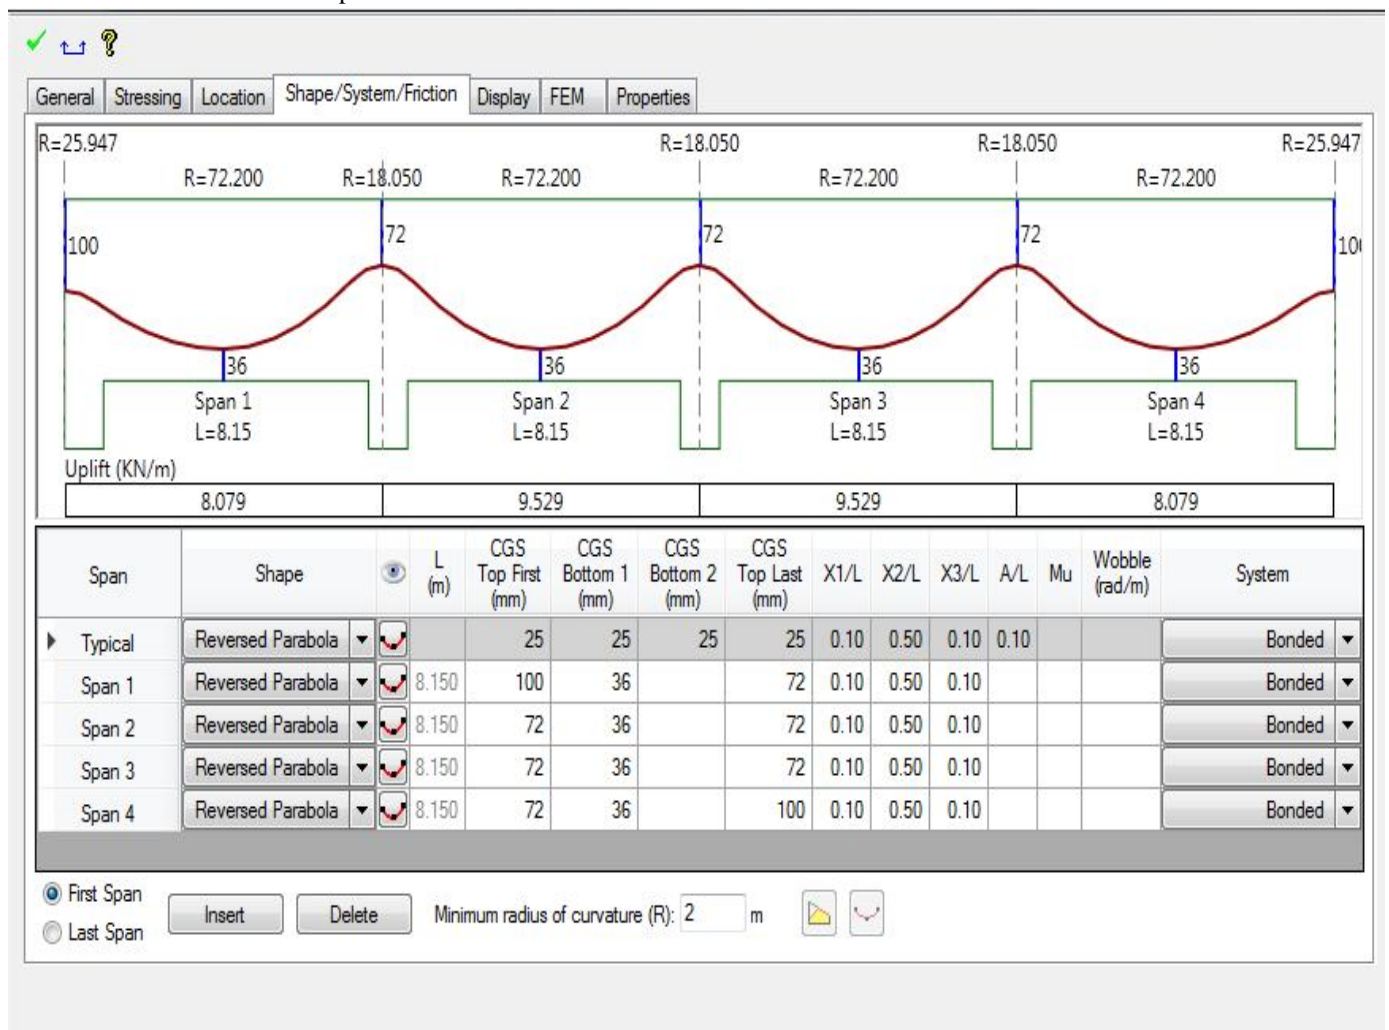 General Stressing Location Shape/System/Friction Display FEM Properties
R=25.947 R=18.050 R=18.050 R=25.947
R=72.200 R=18.050 R=72.200 R=72.200 R=72.200
100 72 72 72
36 36 36 36
Span 1 Span 2 Span 3 Span 4
L=8.15 L=8.15 L=8.15 L=8.15
Uplift (KN/m)
8.079 9.529 9.529 8.079
Span Shape L (m) CGS Top First (mm) CGS Bottom 1 (mm) CGS Bottom 2 (mm) CGS Top Last (mm) X1/L X2/L X3/L A/L Mu Wobble (rad/m) System
Typical Reversed Parabola 25 25 25 25 0.10 0.50 0.10 0.10 Bonded
Span 1 Reversed Parabola 8.150 100 36 72 0.10 0.50 0.10 Bonded
Span 2 Reversed Parabola 8.150 72 36 72 0.10 0.50 0.10 Bonded
Span 3 Reversed Parabola 8.150 72 36 72 0.10 0.50 0.10 Bonded
Span 4 Reversed Parabola 8.150 72 36 100 0.10 0.50 0.10 Bonded
First Span
Last Span
Insert Delete Minimum radius of curvature (R): 2 m